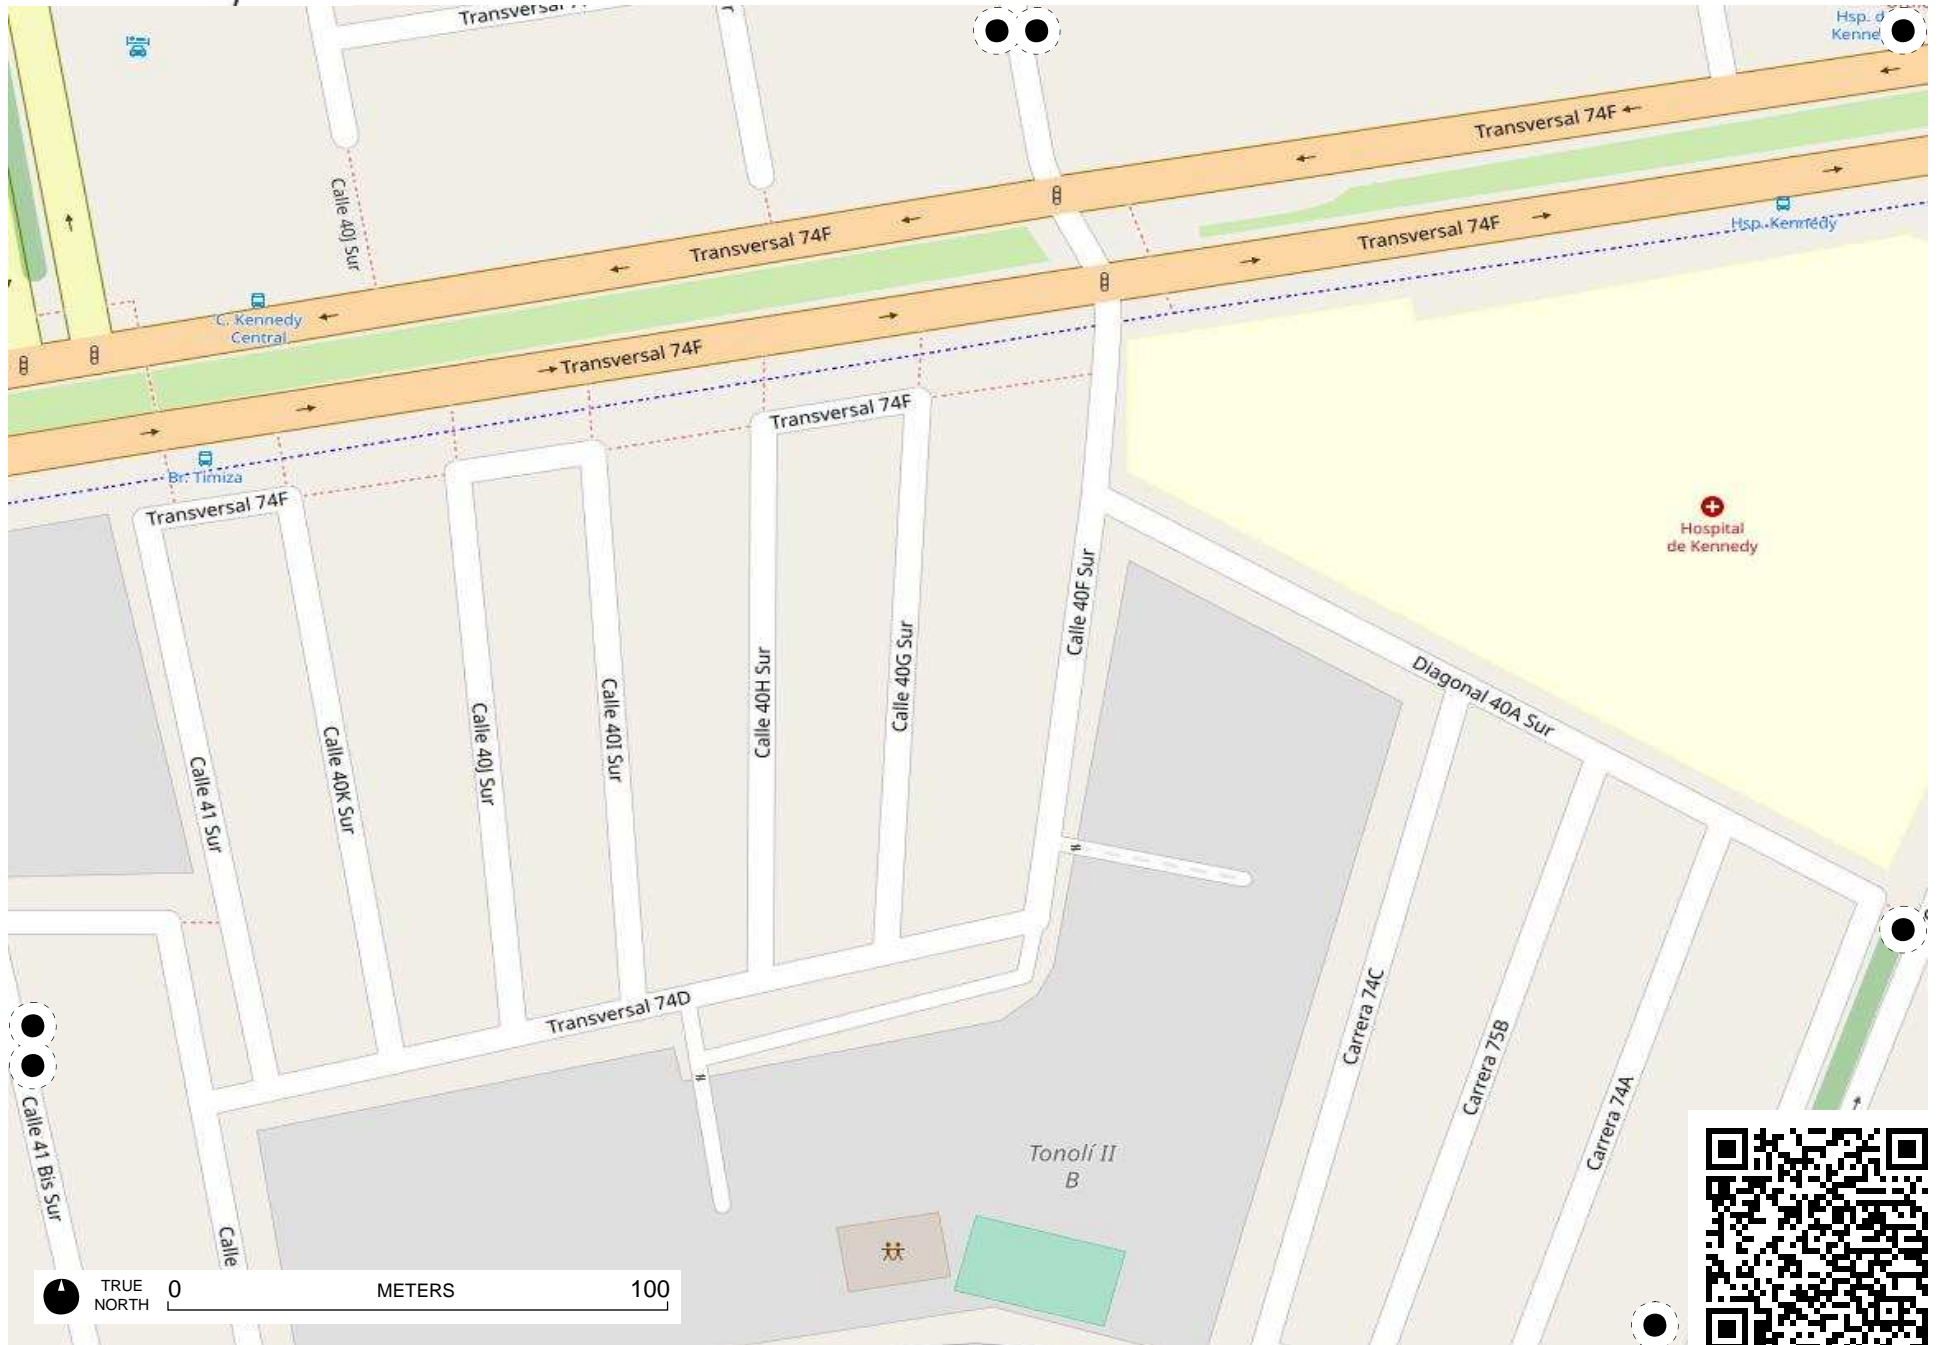 Transversal
Hsp. d
Kenne
Transversal 74F
Calle 40J Sur
Transversal 74F
Hsp. Kennedy
Transversal 74F
C. Kennedy
Central
Transversal 74F
Transversal 74F
Br. Timiza
Transversal 74F
Hospital
de Kennedy
Calle 40F Sur
Calle 40G Sur
Calle 40H Sur
Calle 40I Sur
Calle 40J Sur
Calle 40K Sur
Calle 41 Sur
Diagonal 40A Sur
Transversal 74D
Carrera 74C
Carrera 75B
Carrera 74A
Calle 41 Bis Sur
Tonolí II
B
Calle
TRUE
NORTH
0 METERS 100